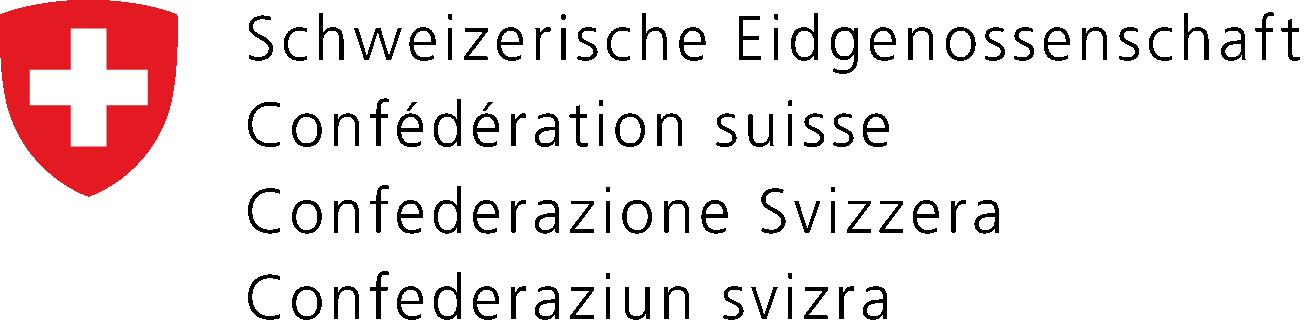 Schweizerische Eidgenossenschaft
Confédération suisse
Confederazione Svizzera
Confederaziun svizra